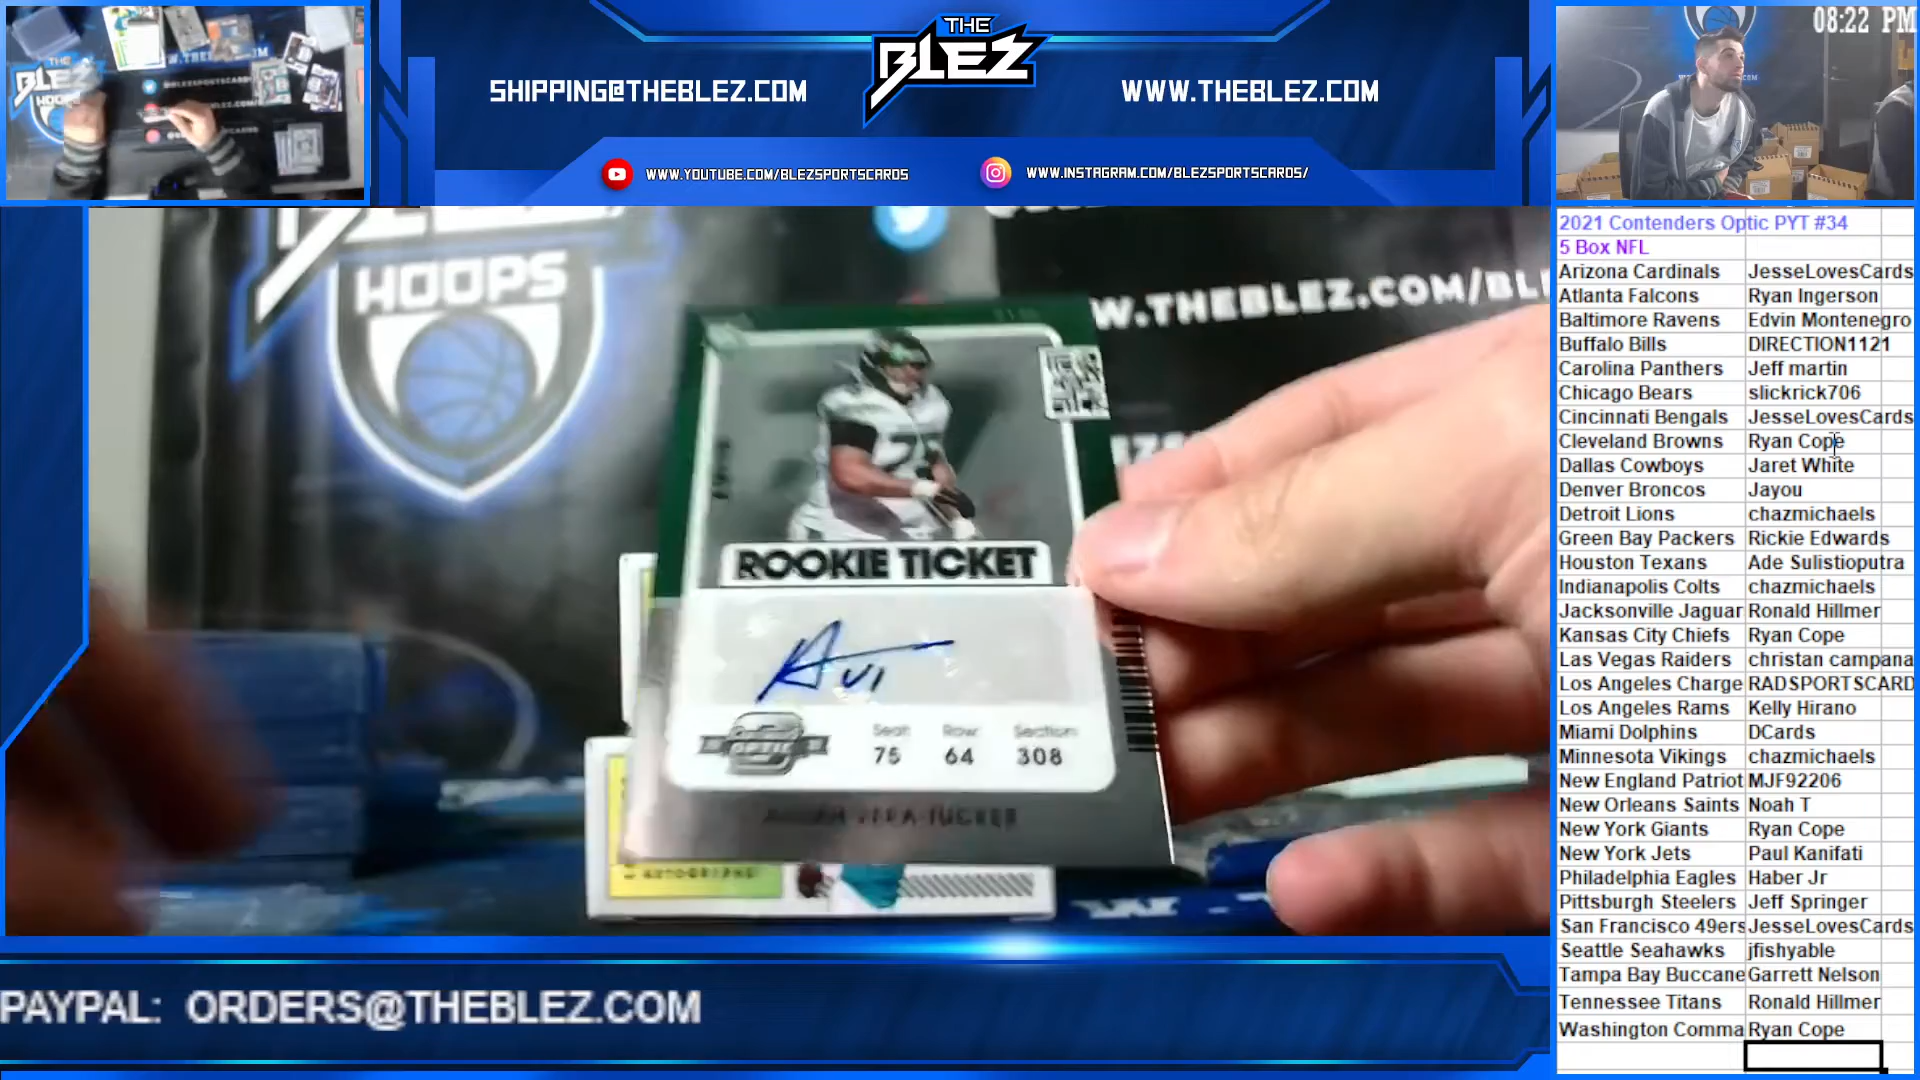 08:22 PM
THE
BLEZ
SHIPPING@THEBLEZ.COM
WWW.THEBLEZ.COM
WWW.YOUTUBE.COM/BLEZSPORTSCARDS
WWW.INSTAGRAM.COM/BLEZSPORTSCARDS/
HOOPS
W.THEBLEZ.COM/BL
ROOKIE TICKET
AVT
OPTIC
Seat Row Section
75 64 308
VERA-TUCKER
AUTOGRAPHS
PAYPAL: ORDERS@THEBLEZ.COM
2021 Contenders Optic PYT #34
5 Box NFL
Arizona Cardinals JesseLovesCards
Atlanta Falcons Ryan Ingerson
Baltimore Ravens Edvin Montenegro
Buffalo Bills DIRECTION1121
Carolina Panthers Jeff martin
Chicago Bears slickrick706
Cincinnati Bengals JesseLovesCards
Cleveland Browns Ryan Cope
Dallas Cowboys Jaret White
Denver Broncos Jayou
Detroit Lions chazmichaels
Green Bay Packers Rickie Edwards
Houston Texans Ade Sulistioputra
Indianapolis Colts chazmichaels
Jacksonville Jaguar Ronald Hillmer
Kansas City Chiefs Ryan Cope
Las Vegas Raiders christan campana
Los Angeles Charge RADSPORTSCARD
Los Angeles Rams Kelly Hirano
Miami Dolphins DCards
Minnesota Vikings chazmichaels
New England Patriot MJF92206
New Orleans Saints Noah T
New York Giants Ryan Cope
New York Jets Paul Kanifati
Philadelphia Eagles Haber Jr
Pittsburgh Steelers Jeff Springer
San Francisco 49ers JesseLovesCards
Seattle Seahawks jfishyable
Tampa Bay Buccane Garrett Nelson
Tennessee Titans Ronald Hillmer
Washington Comma Ryan Cope